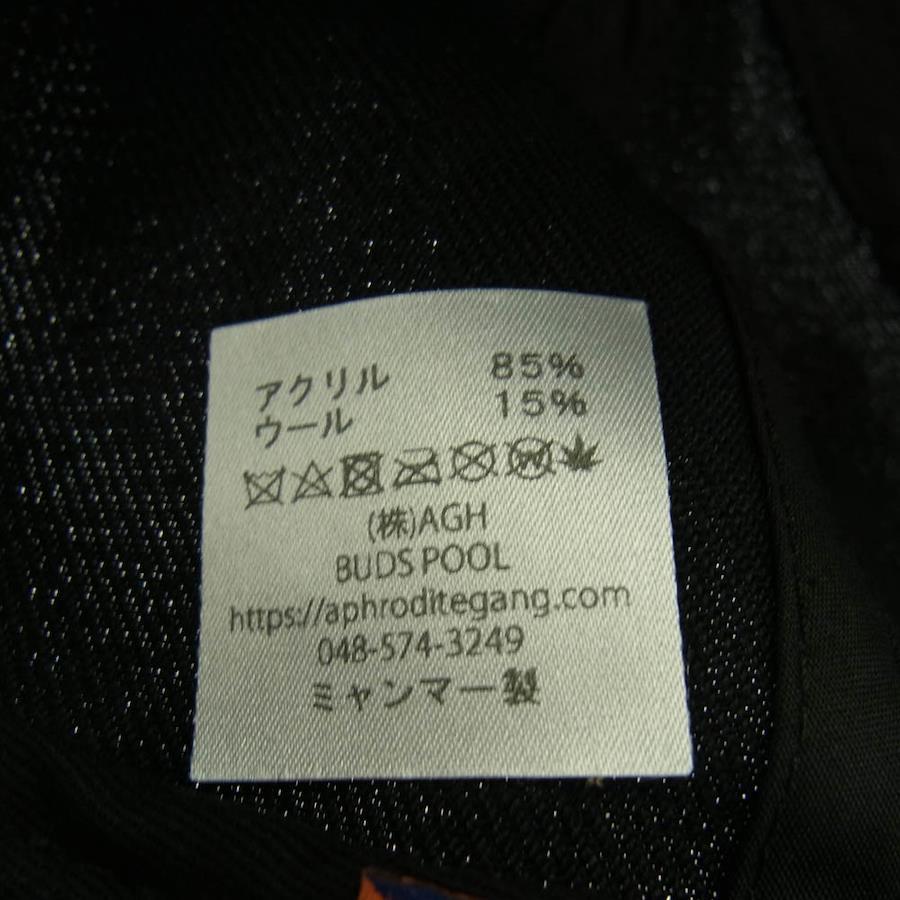 アクリル 85%
ウール 15%
(株)AGH
BUDS POOL
https://aphroditegang.com
048-574-3249
ミャンマー製